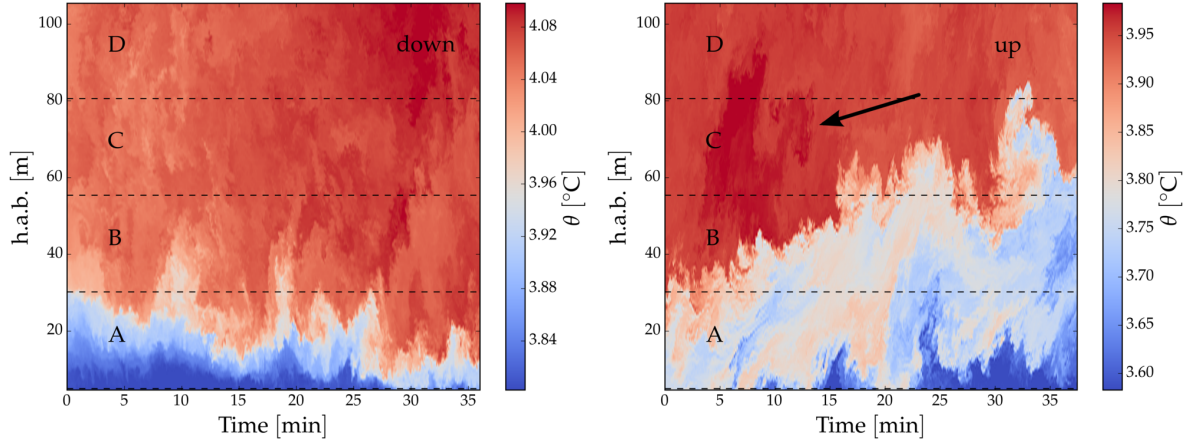 100
80
60
40
20
h.a.b. [m]
D
C
B
A
down
0
5
10
15
20
25
30
35
Time [min]
4.08
4.04
4.00
3.96
3.92
3.88
3.84
θ [°C]
100
80
60
40
20
h.a.b. [m]
D
C
B
A
up
0
5
10
15
20
25
30
35
Time [min]
3.95
3.90
3.85
3.80
3.75
3.70
3.65
3.60
θ [°C]